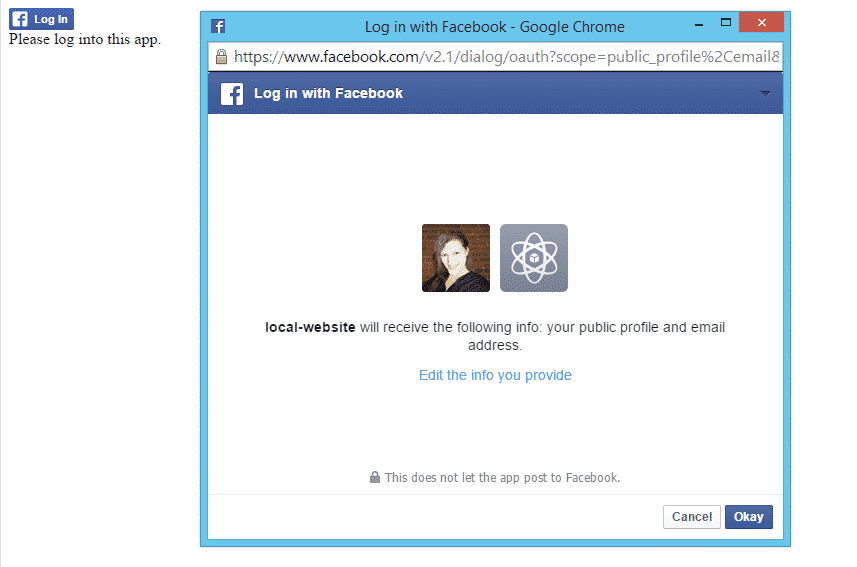 Log In
Please log into this app.
Log in with Facebook - Google Chrome
https://www.facebook.com/v2.1/dialog/oauth?scope=public_profile%2Cemail8
Log in with Facebook
local-website will receive the following info: your public profile and email
address.
Edit the info you provide
This does not let the app post to Facebook.
Cancel Okay